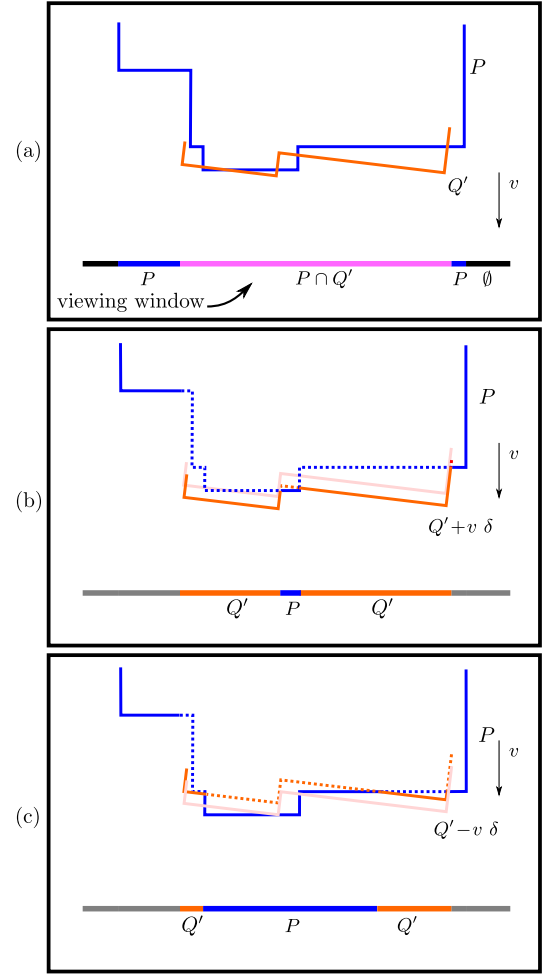 P
(a)
Q′
v
P
P ∩ Q′
P
∅
viewing window
P
v
(b)
Q′+v δ
Q′
P
Q′
P
v
(c)
Q′−v δ
Q′
P
Q′